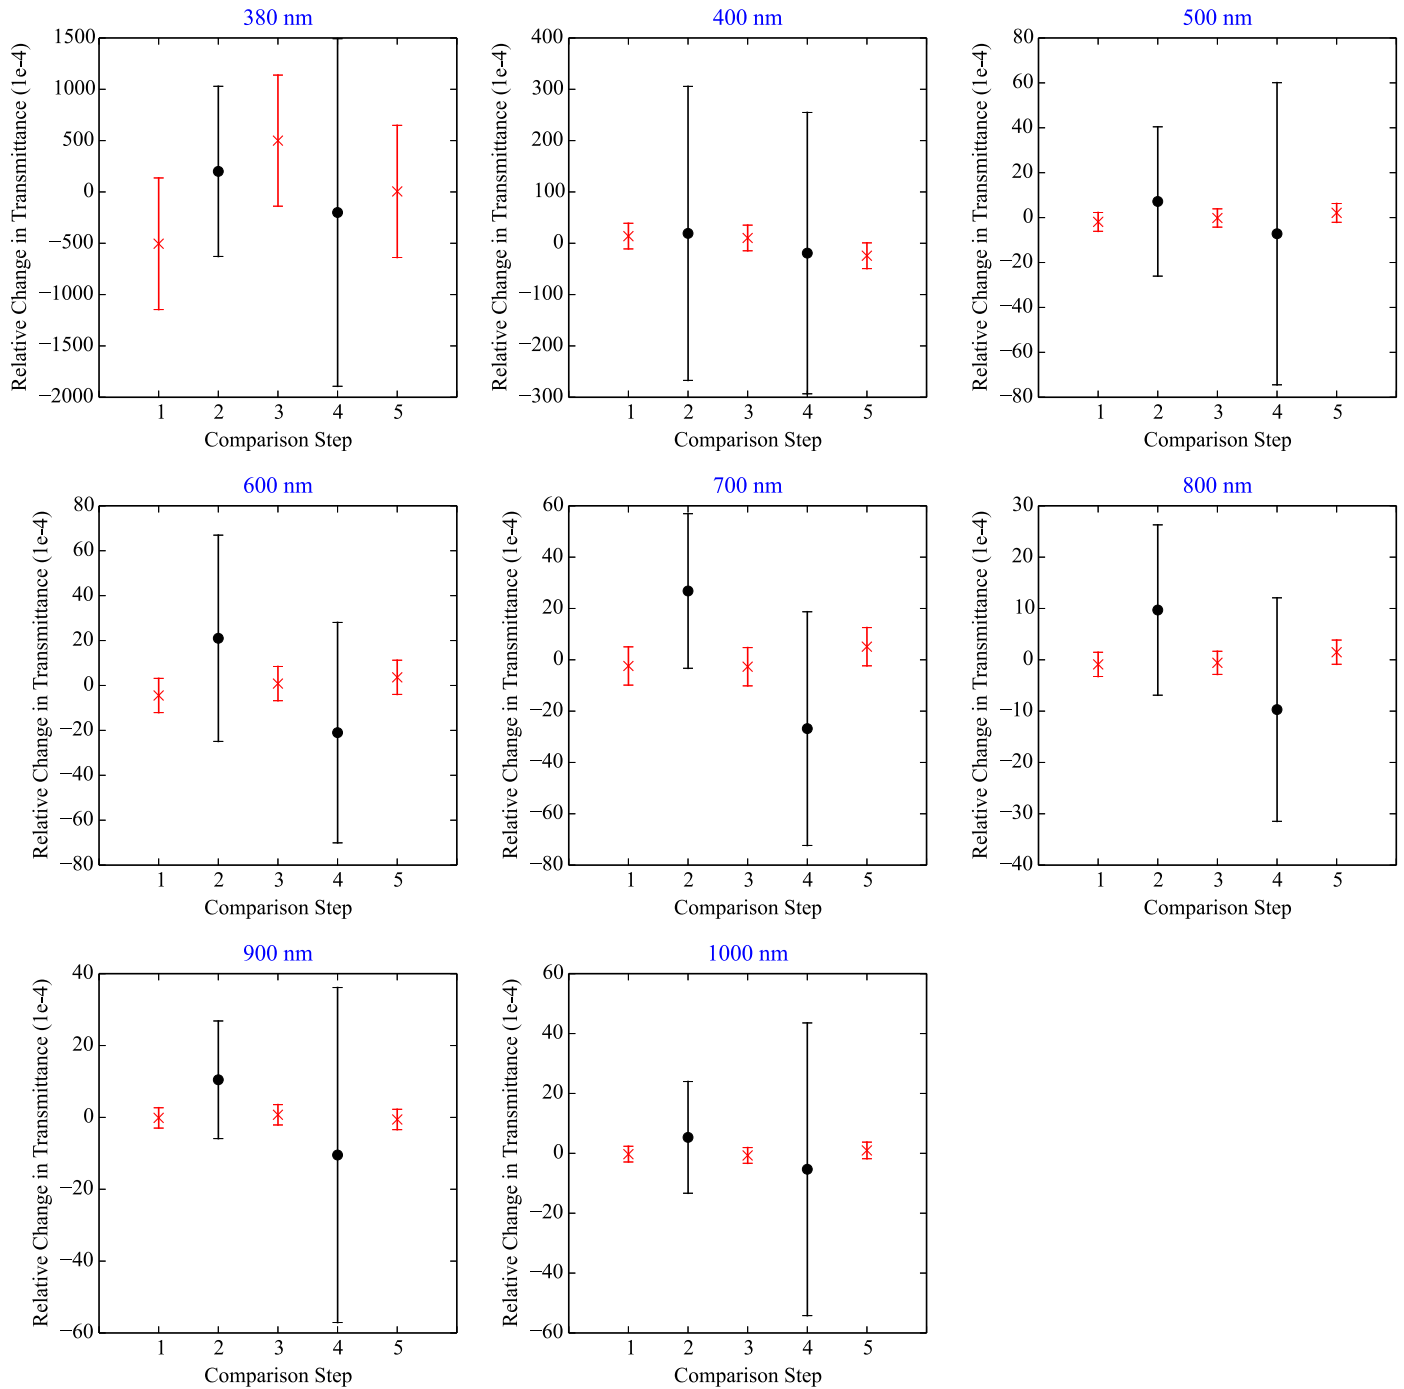 380 nm
Relative Change in Transmittance (1e-4)
1500
1000
500
0
−500
−1000
−1500
−2000
1 2 3 4 5
Comparison Step
400 nm
Relative Change in Transmittance (1e-4)
400
300
200
100
0
−100
−200
−300
1 2 3 4 5
Comparison Step
500 nm
Relative Change in Transmittance (1e-4)
80
60
40
20
0
−20
−40
−60
−80
1 2 3 4 5
Comparison Step
600 nm
Relative Change in Transmittance (1e-4)
80
60
40
20
0
−20
−40
−60
−80
1 2 3 4 5
Comparison Step
700 nm
Relative Change in Transmittance (1e-4)
60
40
20
0
−20
−40
−60
−80
1 2 3 4 5
Comparison Step
800 nm
Relative Change in Transmittance (1e-4)
30
20
10
0
−10
−20
−30
−40
1 2 3 4 5
Comparison Step
900 nm
Relative Change in Transmittance (1e-4)
40
20
0
−20
−40
−60
1 2 3 4 5
Comparison Step
1000 nm
Relative Change in Transmittance (1e-4)
60
40
20
0
−20
−40
−60
1 2 3 4 5
Comparison Step